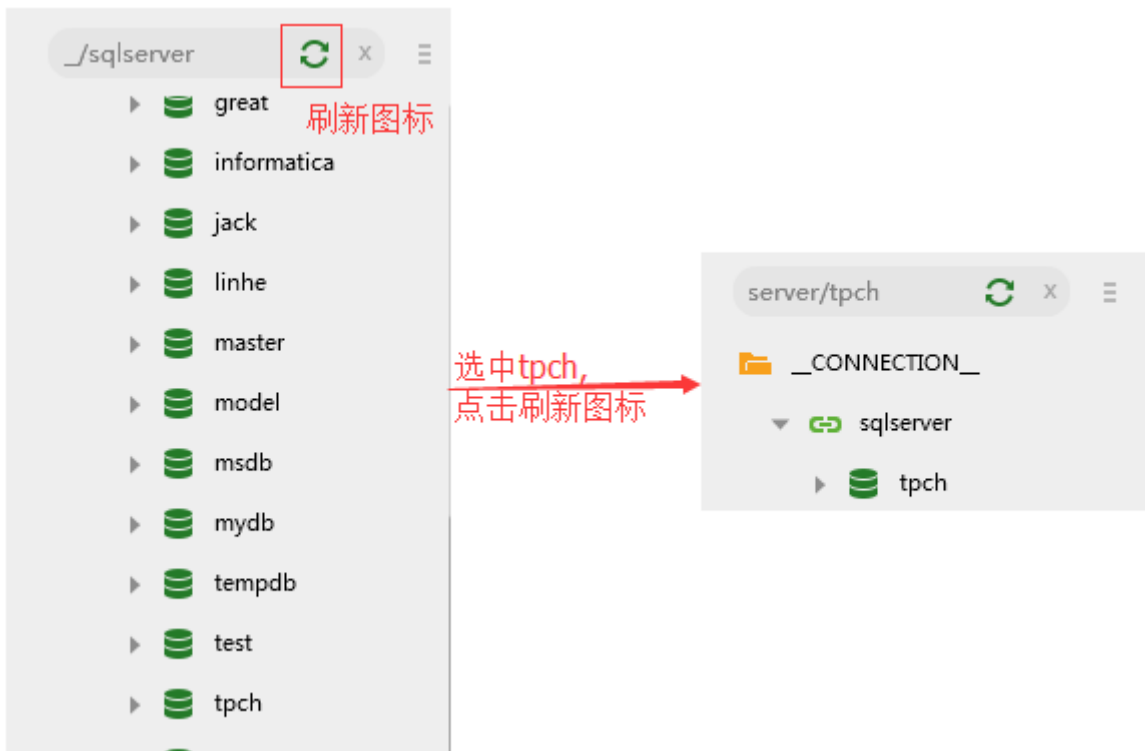 _/sqlserver
x
刷新图标
great
informatica
jack
linhe
master
model
msdb
mydb
tempdb
test
tpch
选中tpch,
点击刷新图标
server/tpch
x
__CONNECTION__
sqlserver
tpch